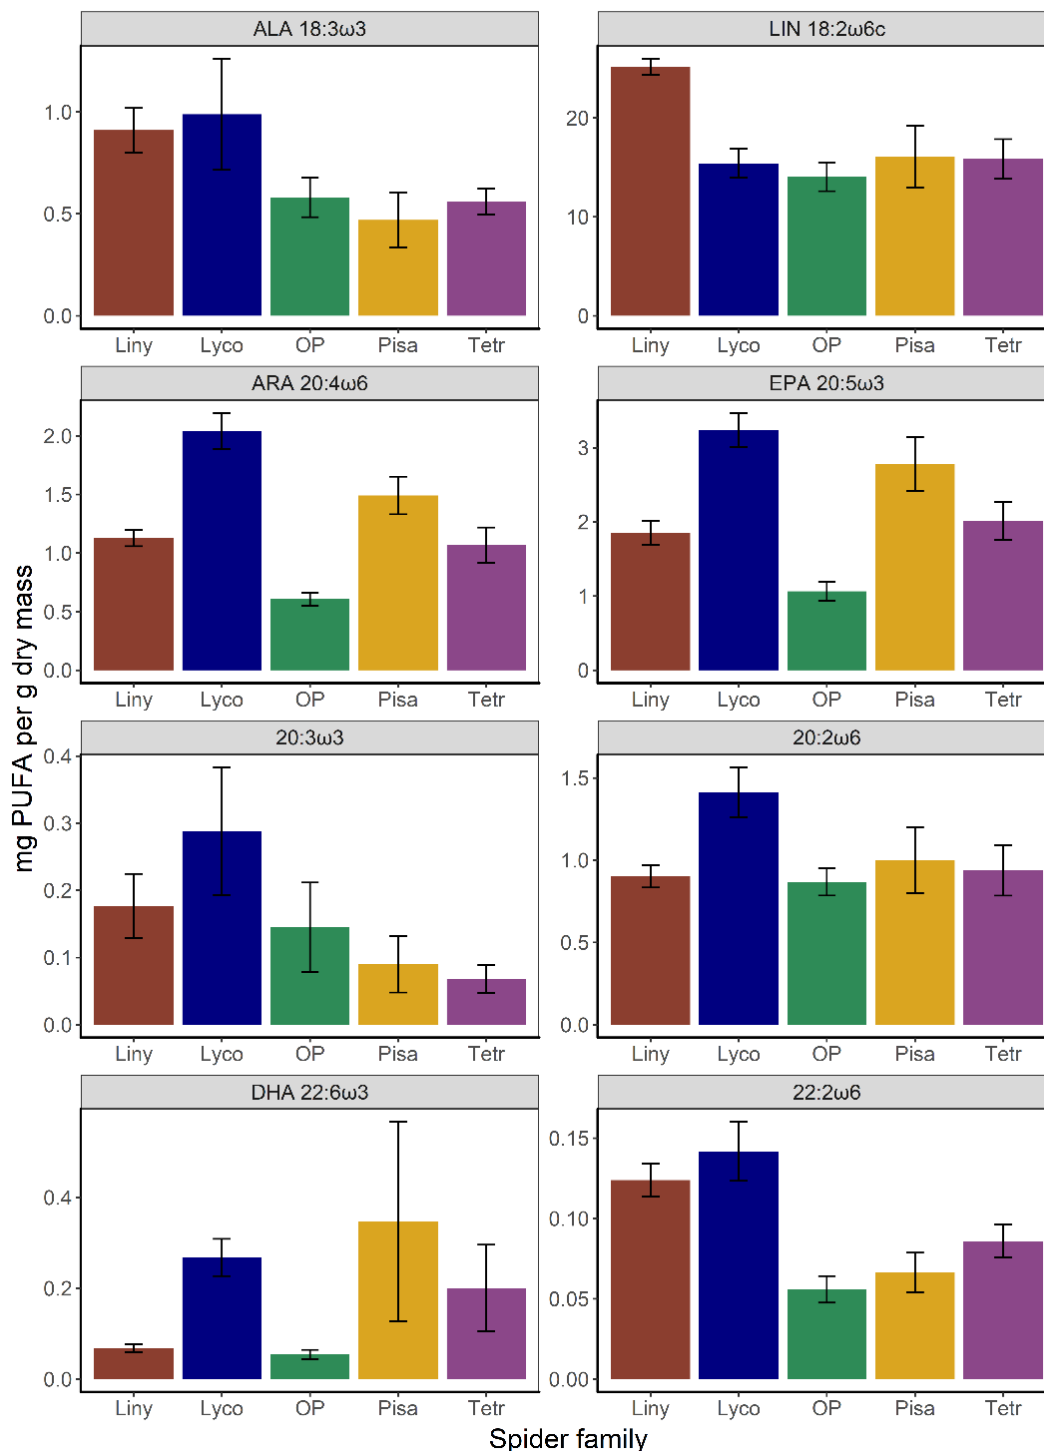 ALA 18:3ω3
LIN 18:2ω6c
1.0
0.5
0.0
20
10
0
Liny Lyco OP Pisa Tetr
Liny Lyco OP Pisa Tetr
ARA 20:4ω6
EPA 20:5ω3
2.0
1.5
1.0
0.5
0.0
3
2
1
0
Liny Lyco OP Pisa Tetr
Liny Lyco OP Pisa Tetr
mg PUFA per g dry mass
20:3ω3
20:2ω6
0.4
0.3
0.2
0.1
0.0
1.5
1.0
0.5
0.0
Liny Lyco OP Pisa Tetr
Liny Lyco OP Pisa Tetr
DHA 22:6ω3
22:2ω6
0.4
0.2
0.0
0.15
0.10
0.05
0.00
Liny Lyco OP Pisa Tetr
Liny Lyco OP Pisa Tetr
Spider family